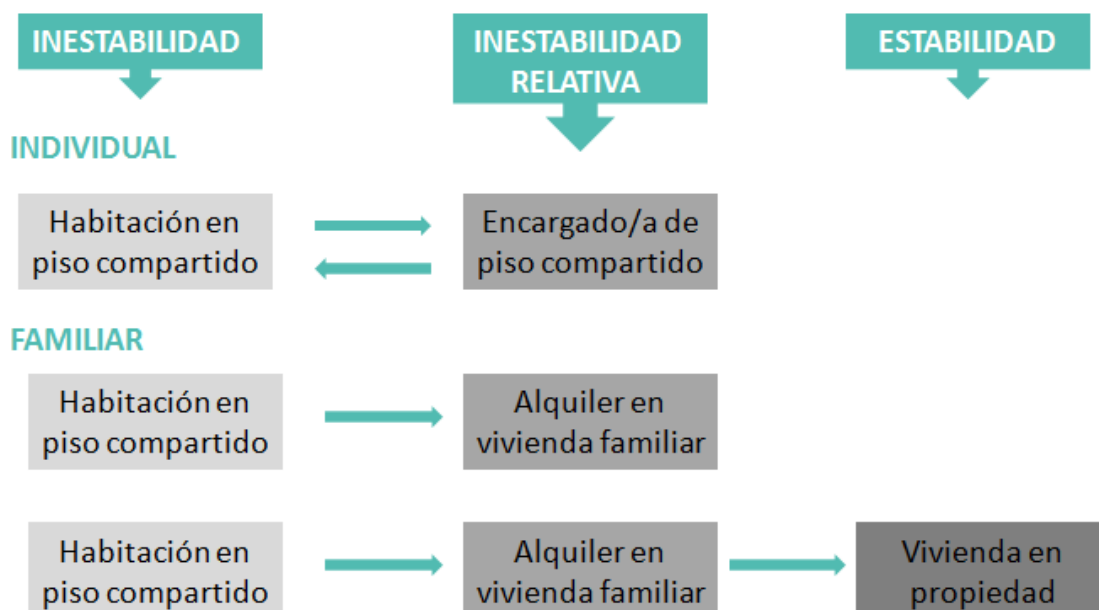 INESTABILIDAD
INESTABILIDAD
RELATIVA
ESTABILIDAD
INDIVIDUAL
Habitación en
piso compartido
Encargado/a de
piso compartido
FAMILIAR
Habitación en
piso compartido
Alquiler en
vivienda familiar
Habitación en
piso compartido
Alquiler en
vivienda familiar
Vivienda en
propiedad